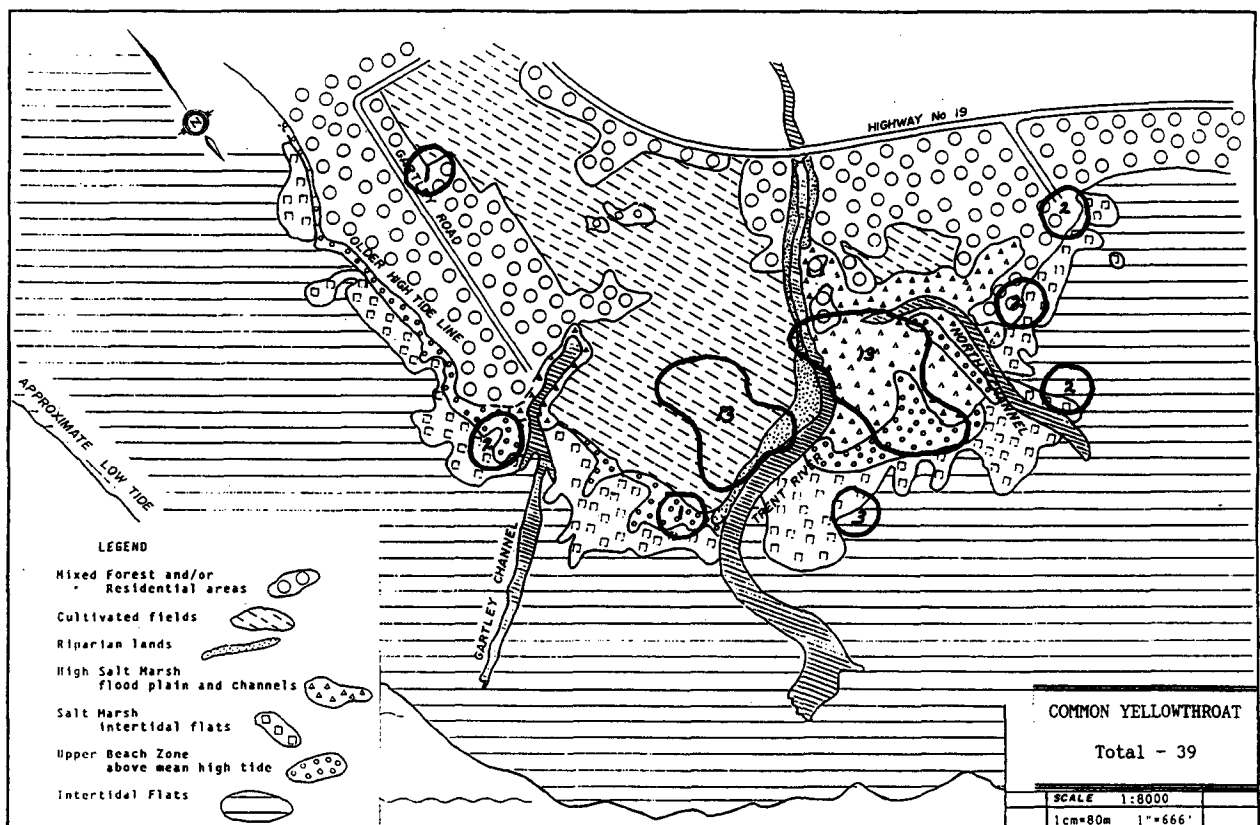 HIGHWAY No 19
N
GARTLEY ROAD
OLDER HIGH TIDE LINE
APPROXIMATE LOW TIDE
GARTLEY CHANNEL
TRENT RIVER
NORTH CHANNEL
1
2
2
2
13
1
3
LEGEND
Mixed Forest and/or
Residential areas
Cultivated fields
Riparian lands
High Salt Marsh
flood plain and channels
Salt Marsh
intertidal flats
Upper Beach Zone
above mean high tide
Intertidal Flats
COMMON YELLOWTHROAT
Total - 39
SCALE 1:8000
1cm=80m 1"=666'